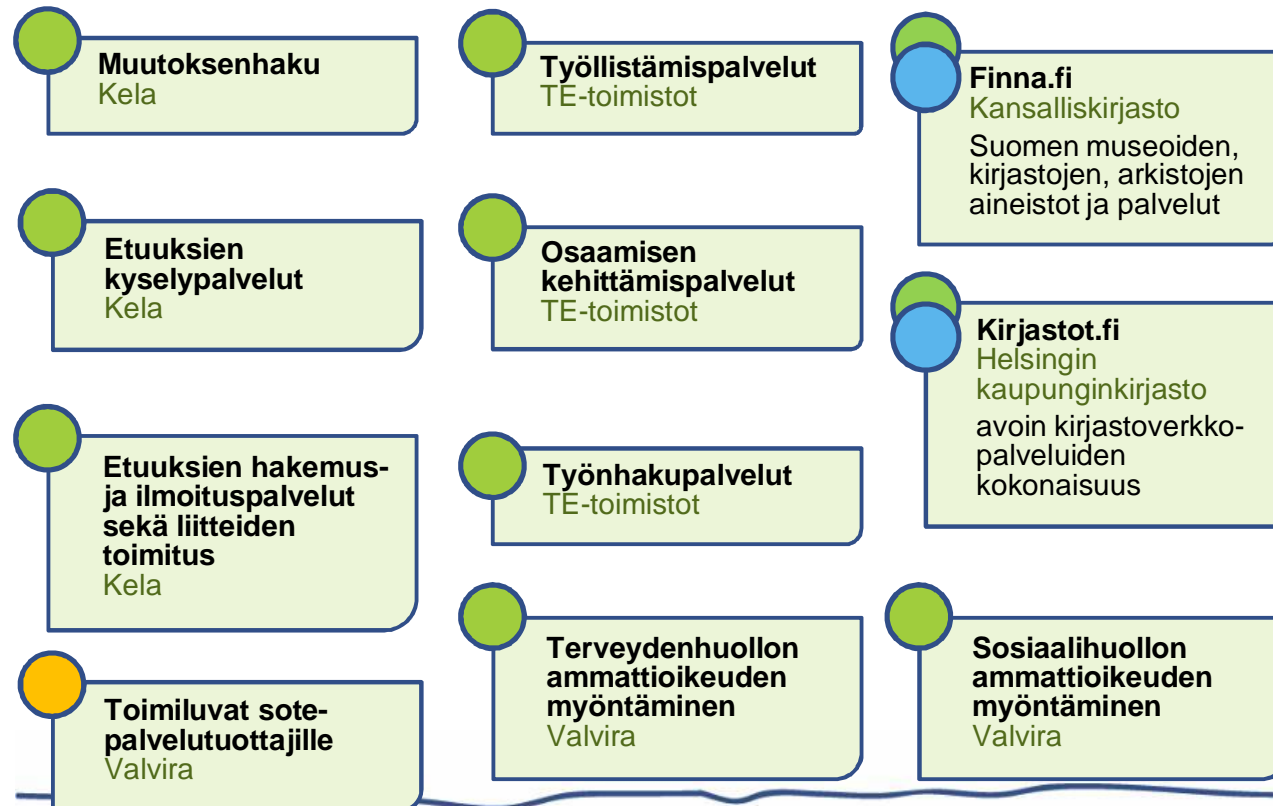 Muutoksenhaku
Kela
Etuuksien
kyselypalvelut
Kela
Etuuksien hakemus-
ja ilmoituspalvelut
sekä liitteiden
toimitus
Kela
Toimiluvat sote-
palvelutuottajille
Valvira
Työllistämispalvelut
TE-toimistot
Osaamisen
kehittämispalvelut
TE-toimistot
Työnhakupalvelut
TE-toimistot
Terveydenhuollon
ammattioikeuden
myöntäminen
Valvira
Finna.fi
Kansalliskirjasto
Suomen museoiden,
kirjastojen, arkistojen
aineistot ja palvelut
Kirjastot.fi
Helsingin
kaupunginkirjasto
avoin kirjastoverkko-
palveluiden
kokonaisuus
Sosiaalihuollon
ammattioikeuden
myöntäminen
Valvira